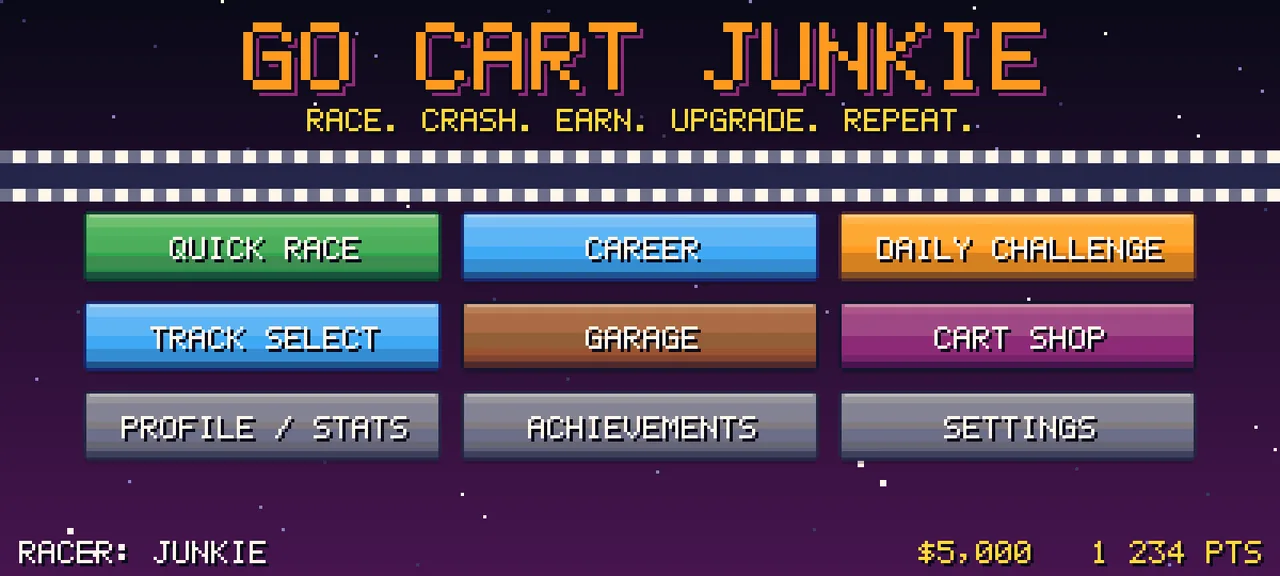 GO CART JUNKIE
RACE. CRASH. EARN. UPGRADE. REPEAT.
QUICK RACE
CAREER
DAILY CHALLENGE
TRACK SELECT
GARAGE
CART SHOP
PROFILE / STATS
ACHIEVEMENTS
SETTINGS
RACER: JUNKIE
$5,000
1 234 PTS